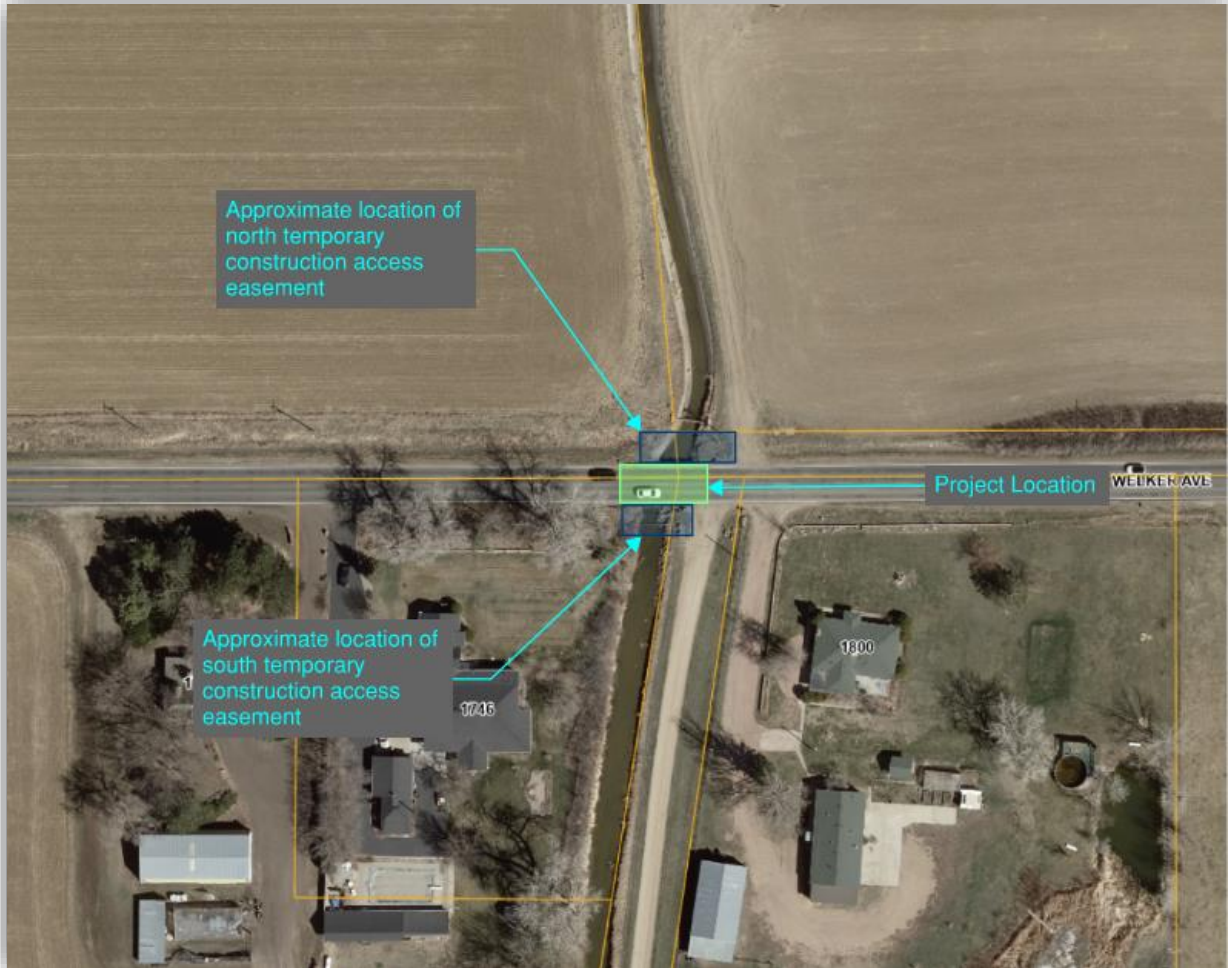 Approximate location of
north temporary
construction access
easement
Project Location
WELKER AVE
Approximate location of
south temporary
construction access
easement
1800
1746